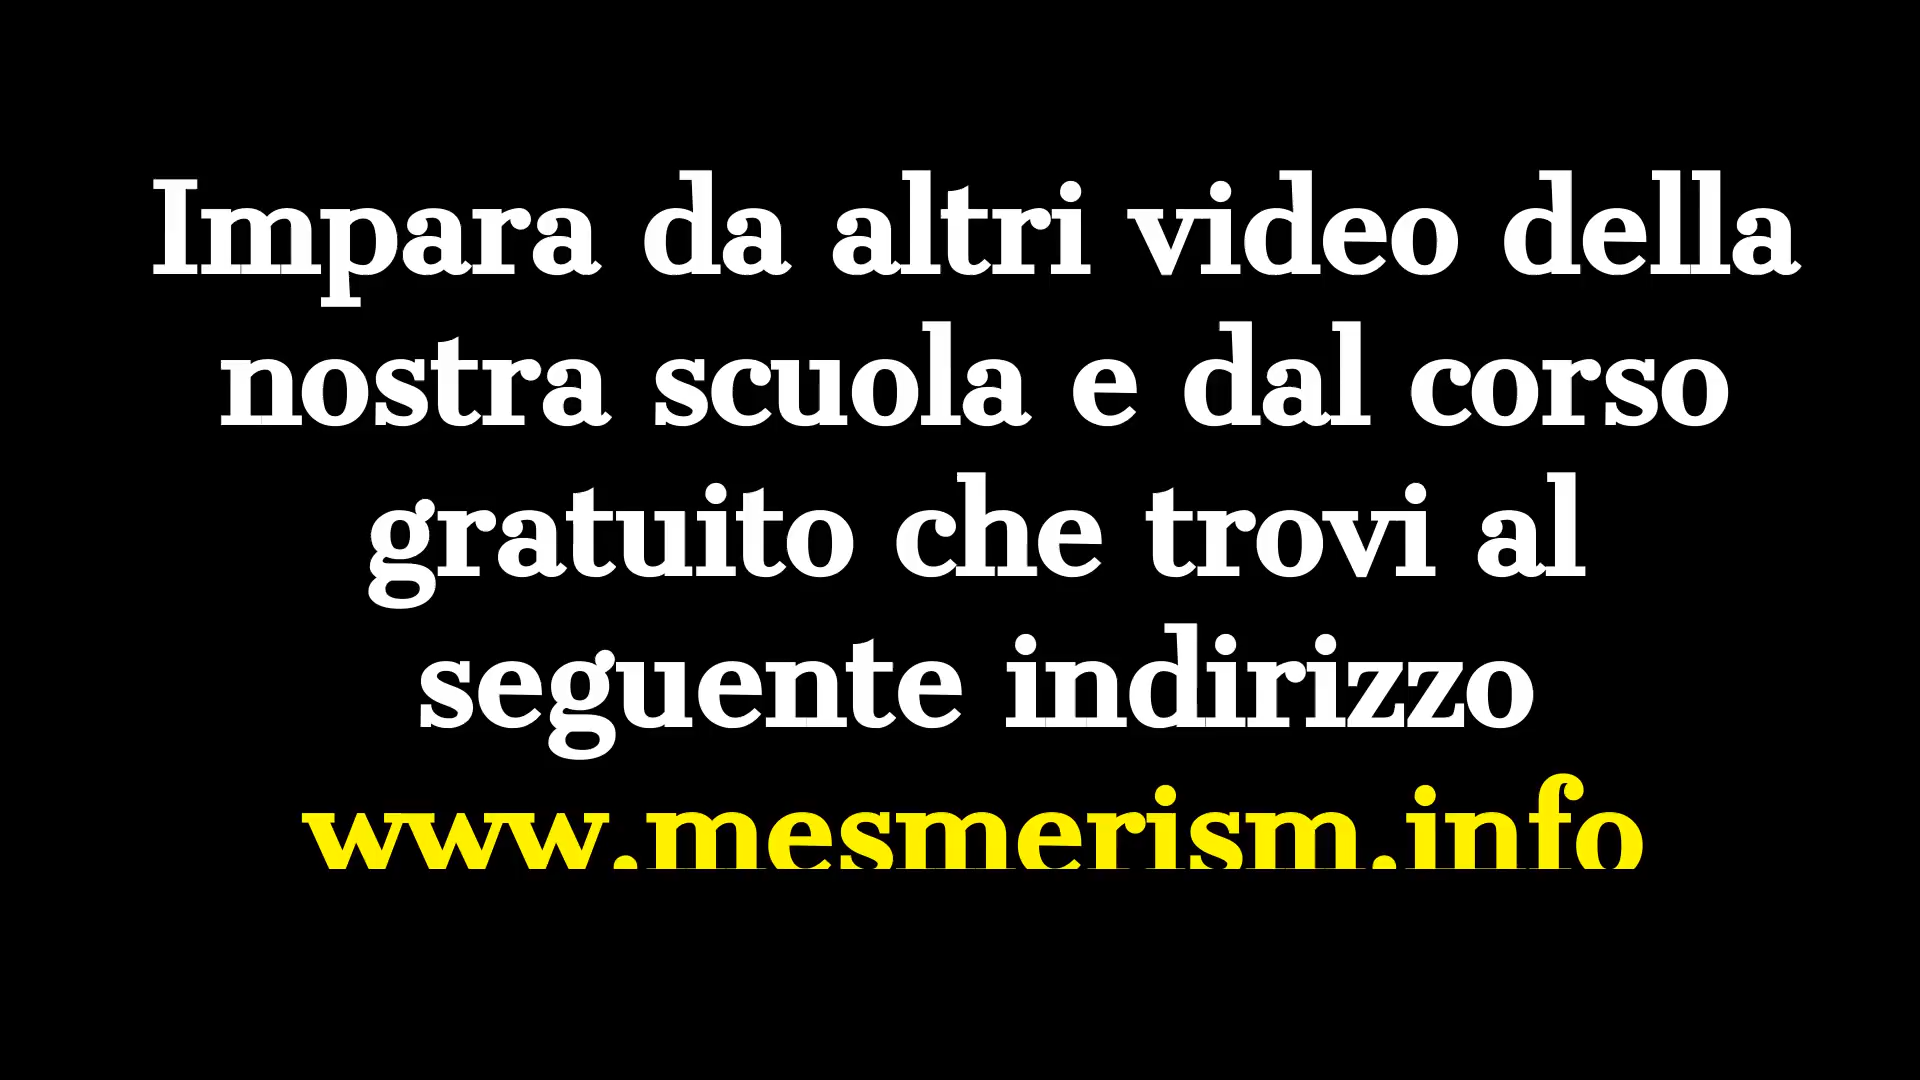 Impara da altri video della
nostra scuola e dal corso
gratuito che trovi al
seguente indirizzo
www.mesmerism.info